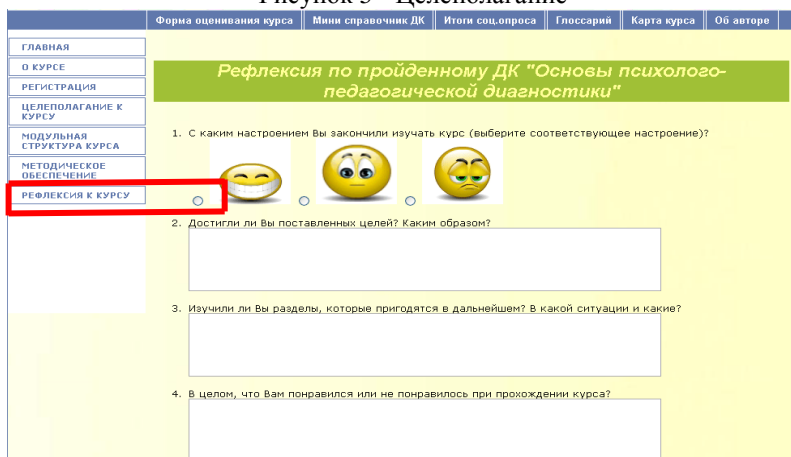 Рисунок 3 - Целеполагание
Форма оценивания курса Мини справочник ДК Итоги соц.опроса Глоссарий Карта курса Об авторе
ГЛАВНАЯ
О КУРСЕ
РЕГИСТРАЦИЯ
ЦЕЛЕПОЛАГАНИЕ К
КУРСУ
МОДУЛЬНАЯ
СТРУКТУРА КУРСА
МЕТОДИЧЕСКОЕ
ОБЕСПЕЧЕНИЕ
РЕФЛЕКСИЯ К КУРСУ
Рефлексия по пройденному ДК "Основы психолого-
педагогической диагностики"
1. С каким настроением Вы закончили изучать курс (выберите соответствующее настроение)?
2. Достигли ли Вы поставленных целей? Каким образом?
3. Изучили ли Вы разделы, которые пригодятся в дальнейшем? В какой ситуации и какие?
4. В целом, что Вам понравился или не понравилось при прохождении курса?